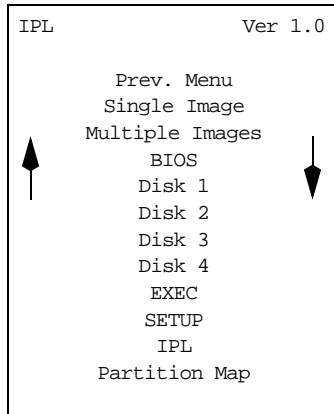 IPL Ver 1.0
Prev. Menu
Single Image
Multiple Images
BIOS
Disk 1
Disk 2
Disk 3
Disk 4
EXEC
SETUP
IPL
Partition Map